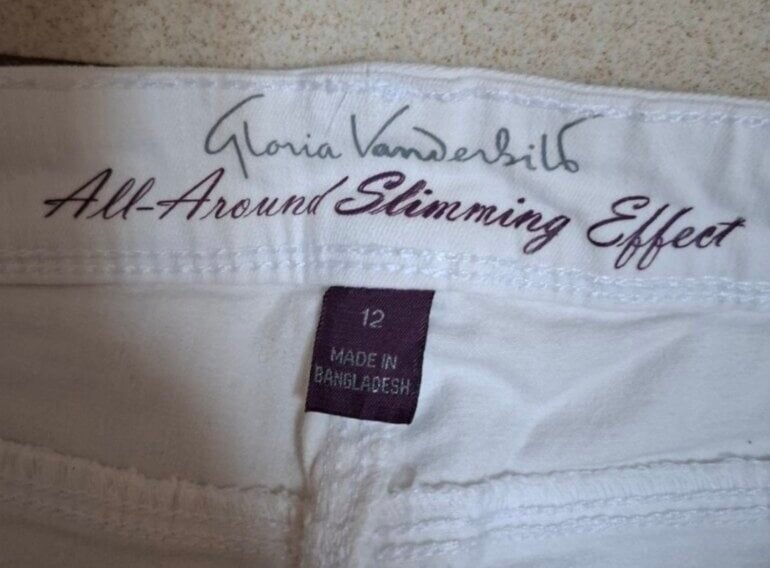 Gloria Vanderbilt
All-Around Slimming Effect
12
MADE IN
BANGLADESH